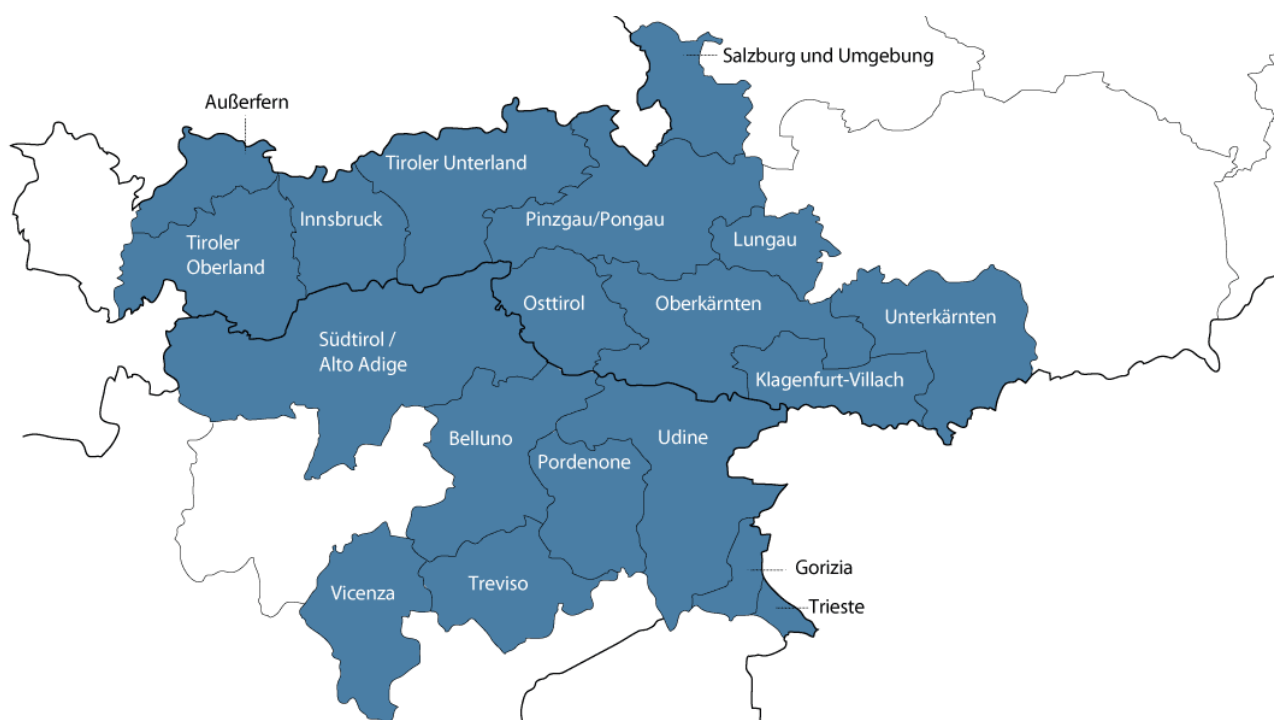 Salzburg und Umgebung
Außerfern
Tiroler Unterland
Innsbruck
Pinzgau/Pongau
Lungau
Tiroler
Oberland
Osttirol
Oberkärnten
Unterkärnten
Südtirol /
Alto Adige
Klagenfurt-Villach
Belluno
Udine
Pordenone
Gorizia
Treviso
Vicenza
Trieste